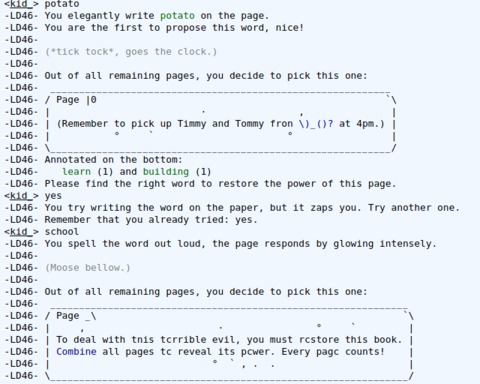 <kid_> potato
-LD46- You elegantly write potato on the page.
-LD46- You are the first to propose this word, nice!
-LD46-
-LD46- (*tick tock*, goes the clock.)
-LD46-
-LD46- Out of all remaining pages, you decide to pick this one:
-LD46-  _________________________________________________________
-LD46- / Page |0                                                `\
-LD46- |                         .               ,               |
-LD46- | (Remember to pick up Timmy and Tommy fron \)_()? at 4pm.) |
-LD46- |          °     `                      °                |
-LD46- \_________________________________________________________/
-LD46- Annotated on the bottom:
-LD46-   learn (1) and building (1)
-LD46- Please find the right word to restore the power of this page.
<kid_> yes
-LD46- You try writing the word on the paper, but it zaps you. Try another one.
-LD46- Remember that you already tried: yes.
<kid_> school
-LD46- You spell the word out loud, the page responds by glowing intensely.
-LD46-
-LD46- (Moose bellow.)
-LD46-
-LD46- Out of all remaining pages, you decide to pick this one:
-LD46-  ____________________________________________________________
-LD46- / Page _\                                                   `\
-LD46- |     ,                      .               °     `         |
-LD46- | To deal with tnis tcrrible evil, you must rcstore this book. |
-LD46- | Combine all pages tc reveal its pcwer. Every pagc counts!    |
-LD46- |                           ° ` , .  .                       |
-LD46- \____________________________________________________________/